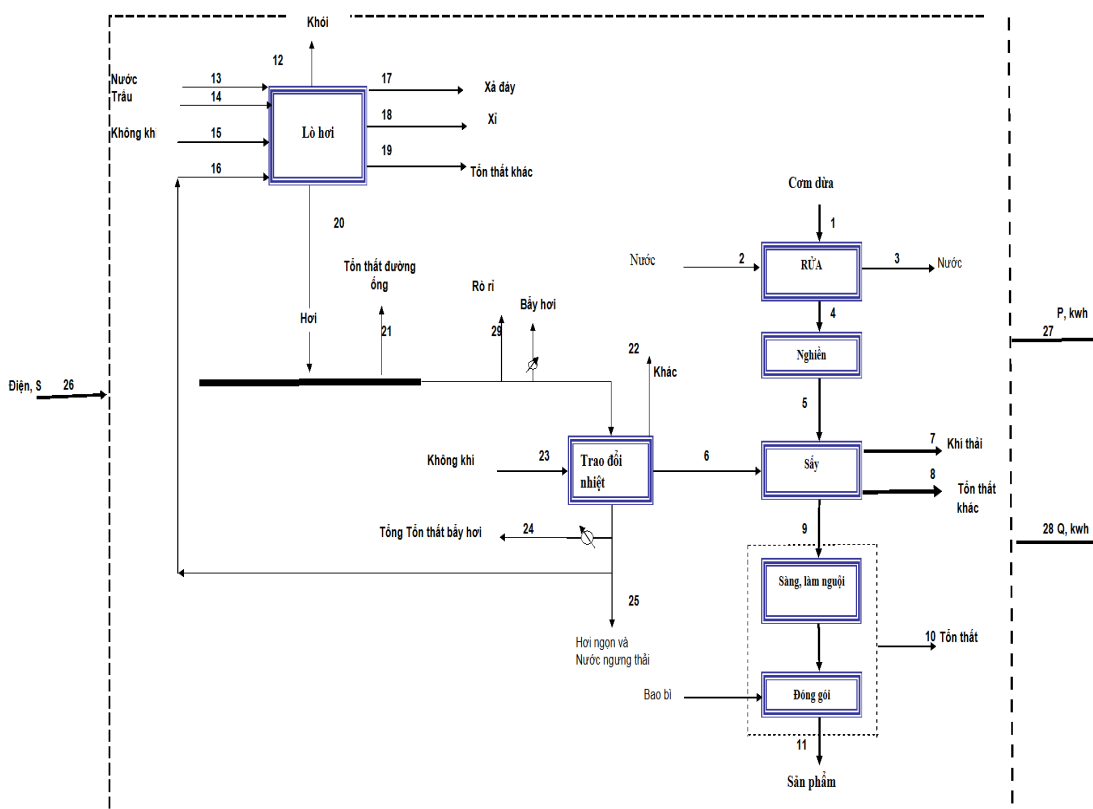 Khói
12
Nước
13
17
Xả đáy
Trấu
14
Không khí
15
Lò hơi
18
Xỉ
19
Tổn thất khác
16
Cơm dừa
20
1
Tổn thất đường
ống
Nước
2
RỬA
3
Nước
Rò rỉ
Bẫy hơi
4
Hơi
21
29
22
P, kwh
27
Nghiền
Khác
Điện, S
26
5
7
Khí thải
Không khí
23
Trao đổi
nhiệt
6
Sấy
8
Tổn thất
khác
Tổng Tổn thất bẫy hơi
24
9
28 Q, kwh
Sàng, làm nguội
25
Hơi ngọn và
Nước ngưng thải
10
Tổn thất
Bao bì
Đóng gói
11
Sản phẩm